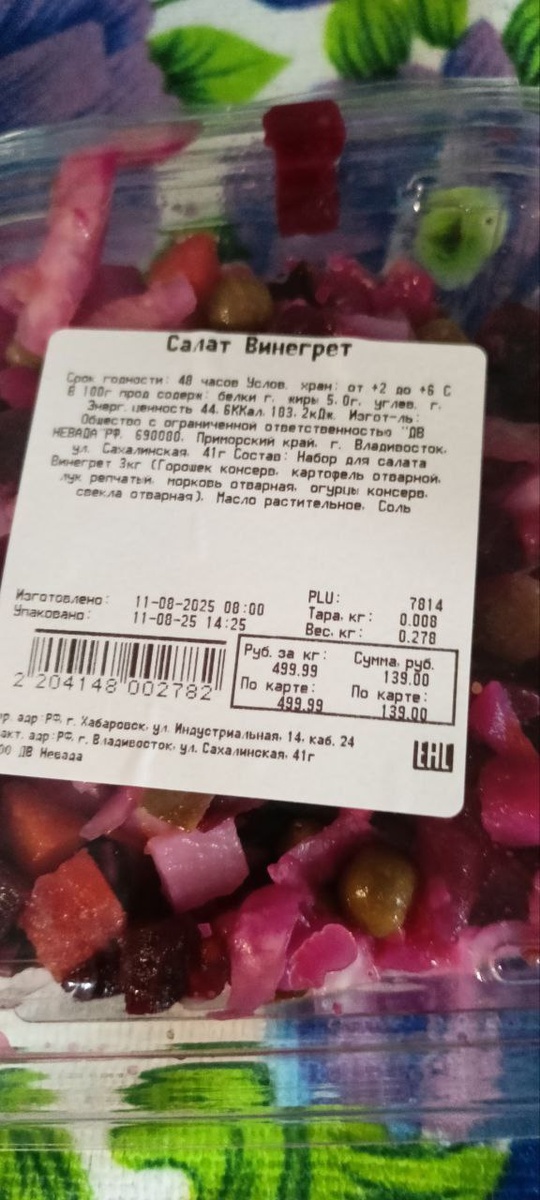 Салат Винегрет
Срок годности: 48 часов Услов. хран: от +2 до +6 С
В 100г прод содерж: белки г. жиры 5.0г. углев. г.
Энерг. ценность 44.6ККал. 183.2кДж. Изгот-ль:
Общество с ограниченной ответственностью "ДВ
НЕВАДА"РФ, 690080, Приморский край, г. Владивосток,
ул. Сахалинская, 41г Состав: Набор для салата
Винегрет 3кг (Горошек консерв, картофель отварной,
лук репчатый, морковь отварная, огурцы консерв,
свекла отварная), Масло растительное, Соль
Изготовлено: 11-08-2025 08:00
Упаковано: 11-08-25 14:25
PLU: 7814
Тара, кг: 0.008
Вес, кг: 0.278
Руб. за кг: Сумма, руб.
499.99 139.00
По карте: По карте:
499.99 139.00
2 204148 002782
адр:РФ, г. Хабаровск, ул. Индустриальная, 14, каб. 24
адр:РФ, г. Владивосток, ул. Сахалинская, 41г
ДВ Невада
EAC